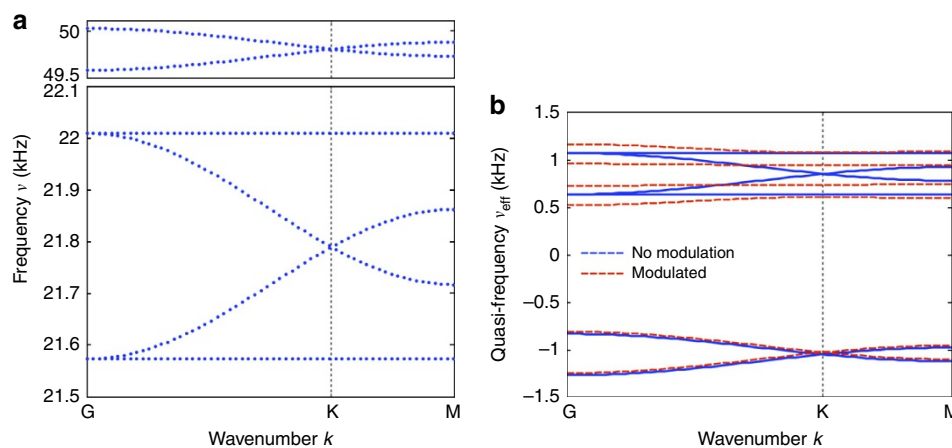 a
50
49.5
22.1
22
21.9
21.8
21.7
21.6
21.5
Frequency ν (kHz)
G
K
M
Wavenumber k
b
1.5
1
0.5
0
−0.5
−1
−1.5
Quasi-frequency νeff (kHz)
No modulation
Modulated
G
K
M
Wavenumber k